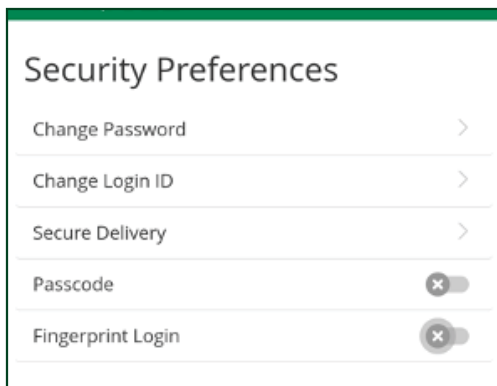 Security Preferences
Change Password
Change Login ID
Secure Delivery
Passcode
Fingerprint Login